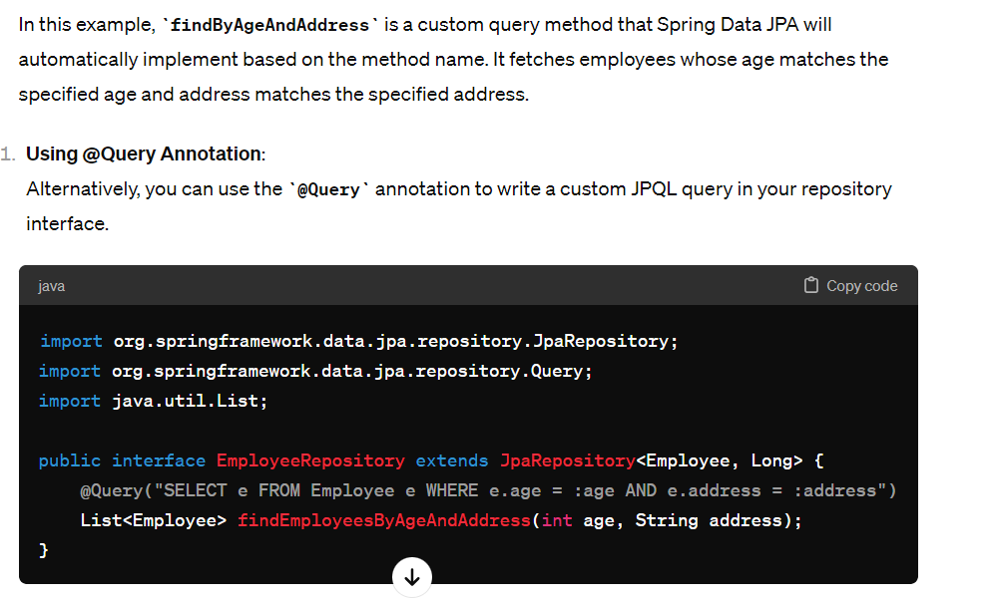 In this example, `findByAgeAndAddress` is a custom query method that Spring Data JPA will
automatically implement based on the method name. It fetches employees whose age matches the
specified age and address matches the specified address.
1. Using @Query Annotation:
Alternatively, you can use the `@Query` annotation to write a custom JPQL query in your repository
interface.
java Copy code
import org.springframework.data.jpa.repository.JpaRepository;
import org.springframework.data.jpa.repository.Query;
import java.util.List;
public interface EmployeeRepository extends JpaRepository<Employee, Long> {
    @Query("SELECT e FROM Employee e WHERE e.age = :age AND e.address = :address")
    List<Employee> findEmployeesByAgeAndAddress(int age, String address);
}